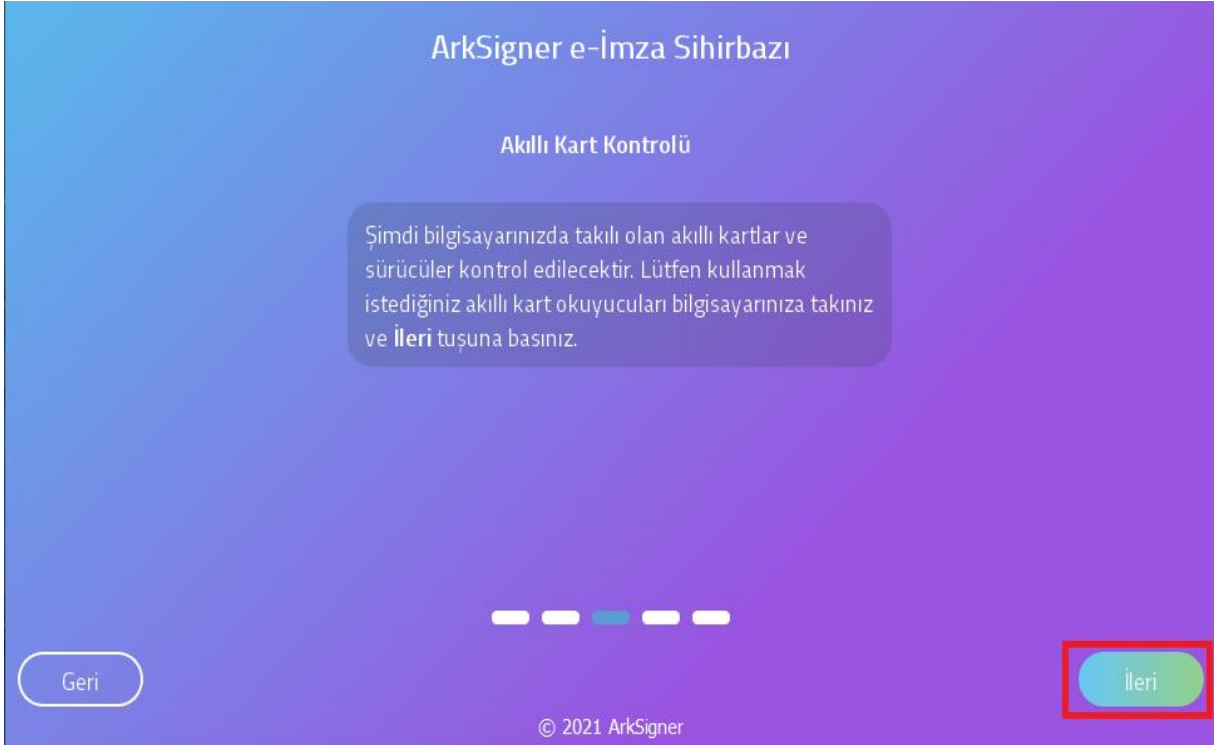 ArkSigner e-İmza Sihirbazı
Akıllı Kart Kontrolü
Şimdi bilgisayarınızda takılı olan akıllı kartlar ve
sürücüler kontrol edilecektir. Lütfen kullanmak
istediğiniz akıllı kart okuyucuları bilgisayarınıza takınız
ve İleri tuşuna basınız.
Geri
İleri
© 2021 ArkSigner